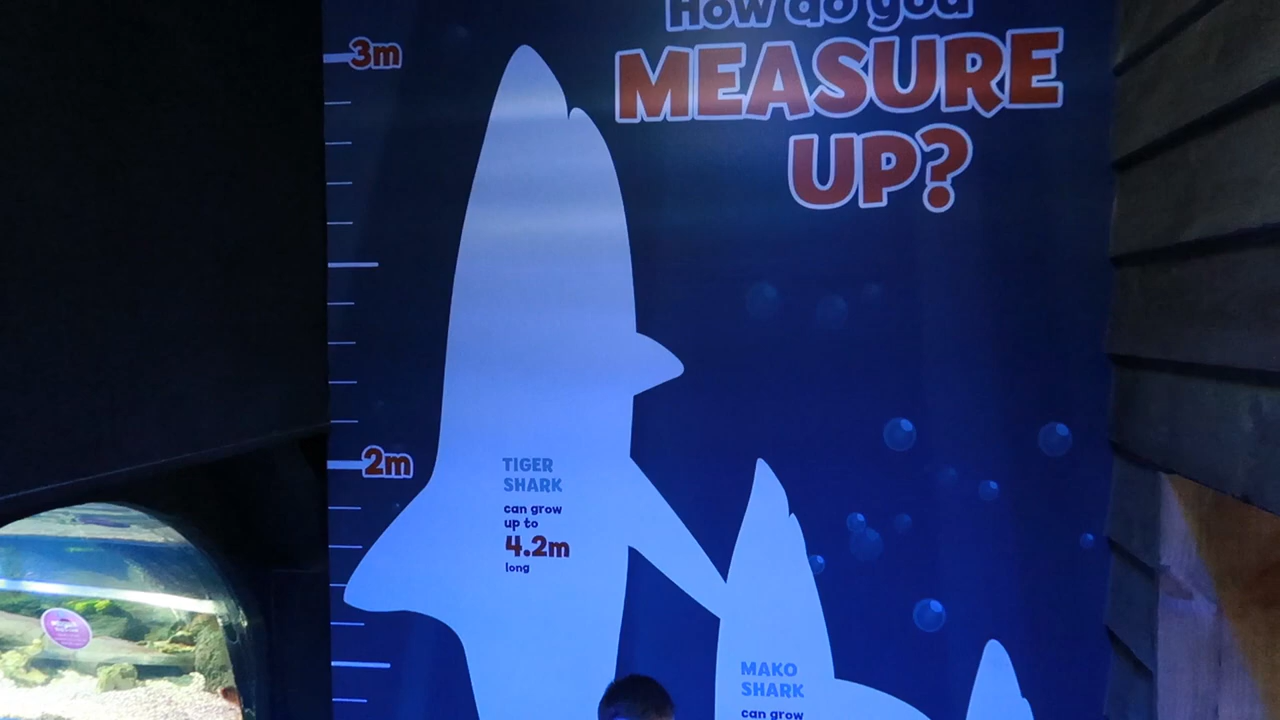 How do you
MEASURE
UP?
3m
2m
TIGER
SHARK
can grow
up to
4.2m
long
MAKO
SHARK
can grow